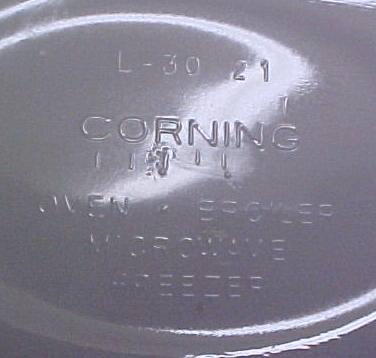 L-30 21
CORNING
OVEN • BROILER
MICROWAVE
FREEZER